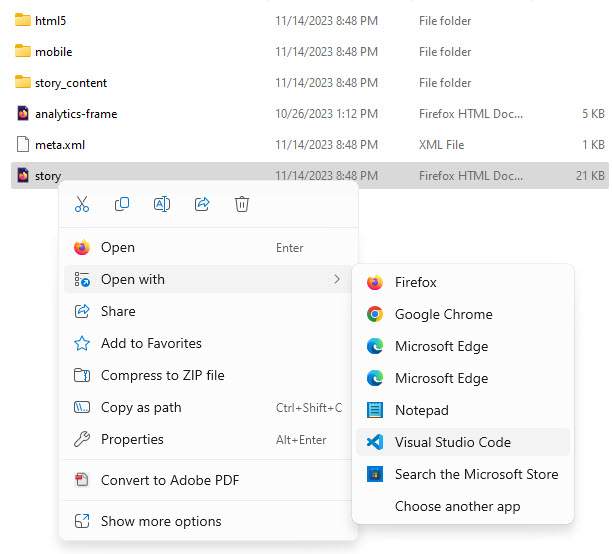 html5 11/14/2023 8:48 PM File folder
mobile 11/14/2023 8:48 PM File folder
story_content 11/14/2023 8:48 PM File folder
analytics-frame 10/26/2023 1:12 PM Firefox HTML Doc... 5 KB
meta.xml 11/14/2023 8:48 PM XML File 1 KB
story 11/14/2023 8:48 PM Firefox HTML Doc... 21 KB
Open Enter
Open with
Share
Add to Favorites
Compress to ZIP file
Copy as path Ctrl+Shift+C
Properties Alt+Enter
Convert to Adobe PDF
Show more options
Firefox
Google Chrome
Microsoft Edge
Microsoft Edge
Notepad
Visual Studio Code
Search the Microsoft Store
Choose another app